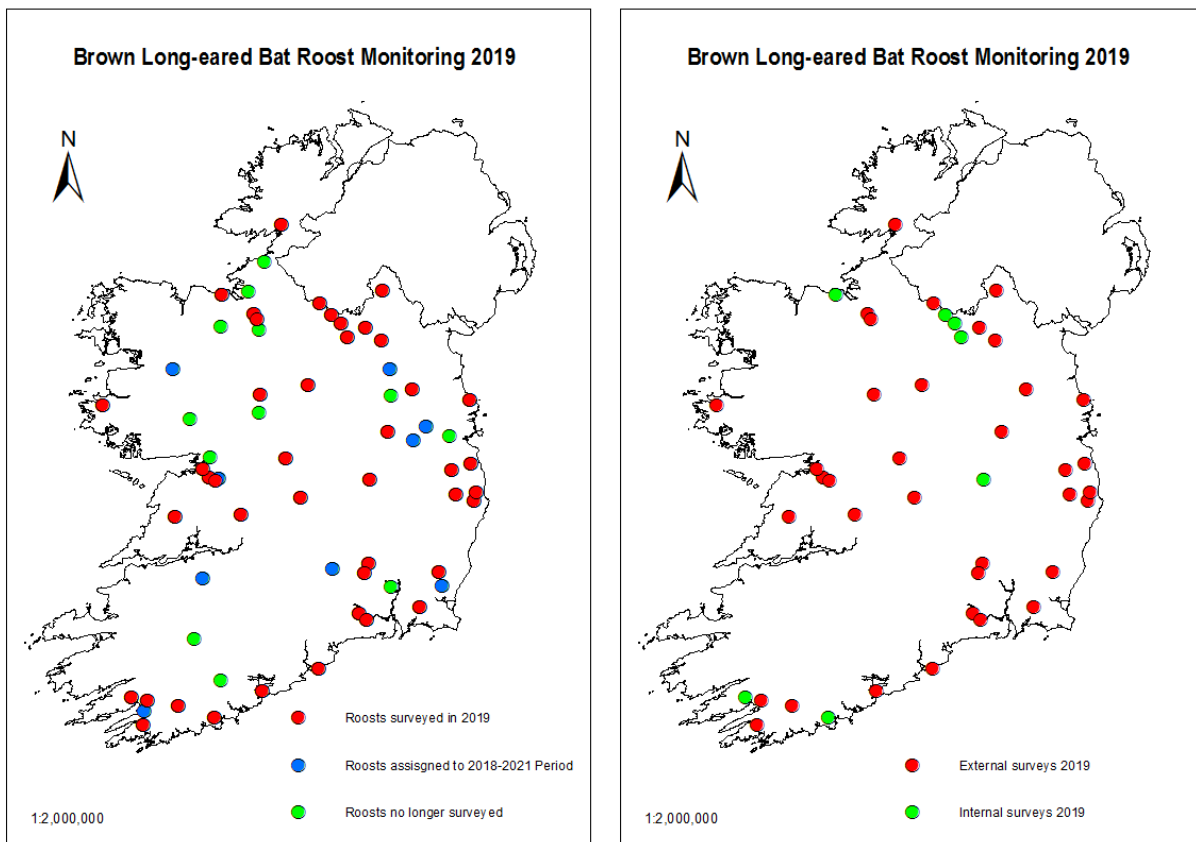 Brown Long-eared Bat Roost Monitoring 2019
N
Roosts surveyed in 2019
Roosts assisgned to 2018-2021 Period
Roosts no longer surveyed
1:2,000,000
Brown Long-eared Bat Roost Monitoring 2019
N
External surveys 2019
Internal surveys 2019
1:2,000,000